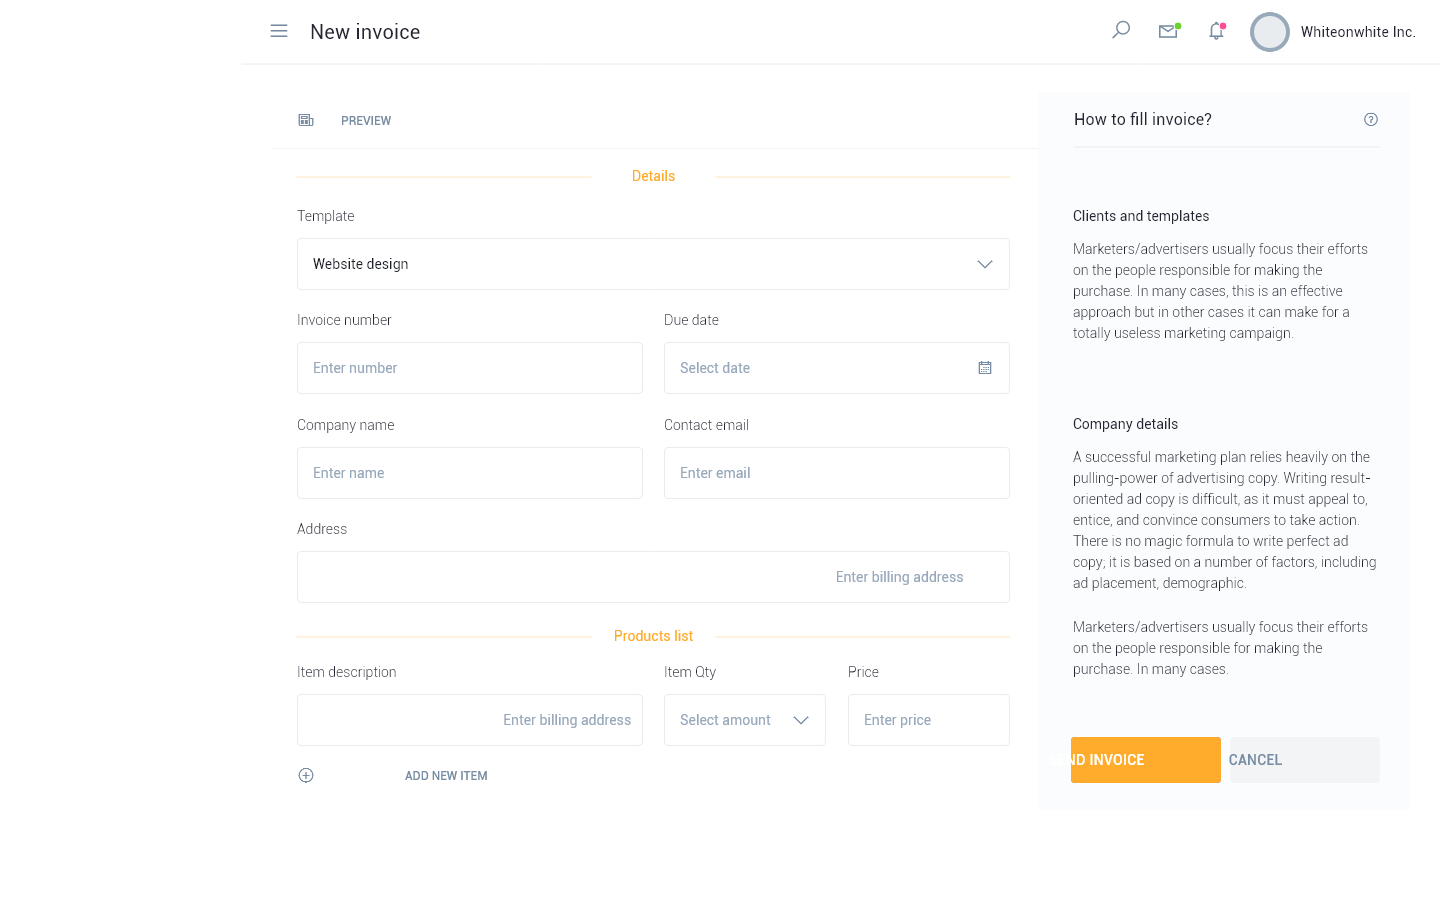 New invoice
Whiteonwhite Inc.
PREVIEW
Details
Template
Website design
Invoice number
Due date
Enter number
Select date
Company name
Contact email
Enter name
Enter email
Address
Enter billing address
Products list
Item description
Item Qty
Price
Enter billing address
Select amount
Enter price
ADD NEW ITEM
How to fill invoice?
Clients and templates
Marketers/advertisers usually focus their efforts
on the people responsible for making the
purchase. In many cases, this is an effective
approach but in other cases it can make for a
totally useless marketing campaign.
Company details
A successful marketing plan relies heavily on the
pulling-power of advertising copy. Writing result-
oriented ad copy is difficult, as it must appeal to,
entice, and convince consumers to take action.
There is no magic formula to write perfect ad
copy; it is based on a number of factors, including
ad placement, demographic.
Marketers/advertisers usually focus their efforts
on the people responsible for making the
purchase. In many cases.
SEND INVOICE
CANCEL